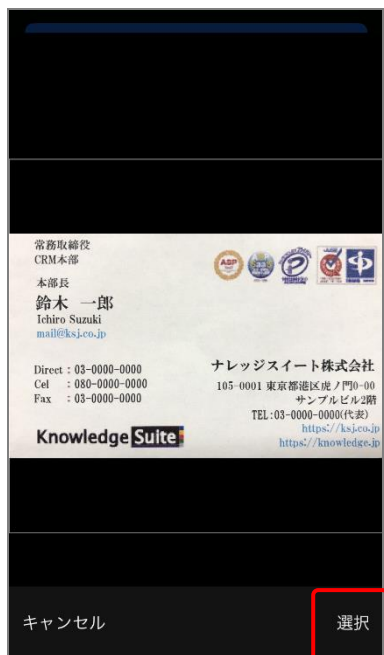 常務取締役
CRM本部
本部長
鈴木 一郎
Ichiro Suzuki
mail@ksj.co.jp
Direct : 03-0000-0000
Cel : 080-0000-0000
Fax : 03-0000-0000
Knowledge Suite
ASP
ナレッジスイート株式会社
105-0001 東京都港区虎ノ門0-00
サンプルビル2階
TEL:03-0000-0000(代表)
https://ksj.co.jp
https://knowledge.jp
キャンセル
選択